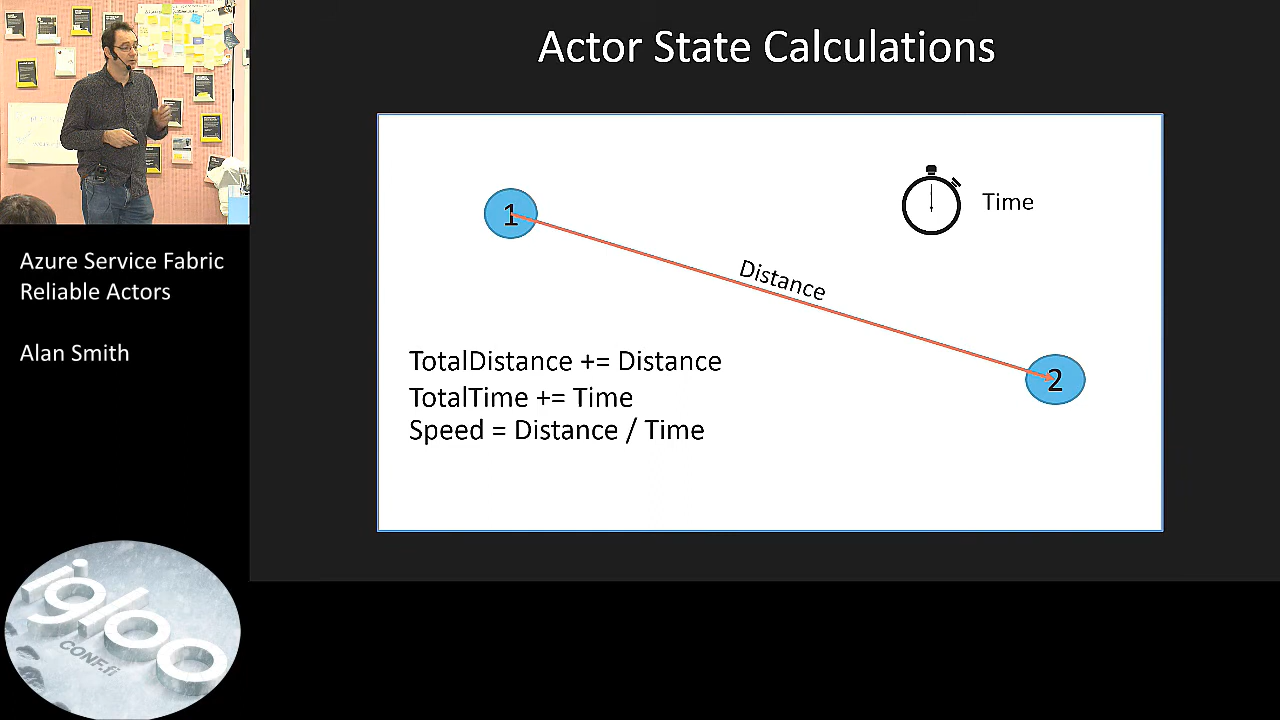 Actor State Calculations
1
Time
Distance
2
TotalDistance += Distance
TotalTime += Time
Speed = Distance / Time
Azure Service Fabric
Reliable Actors
Alan Smith
igloo
CONF.fi